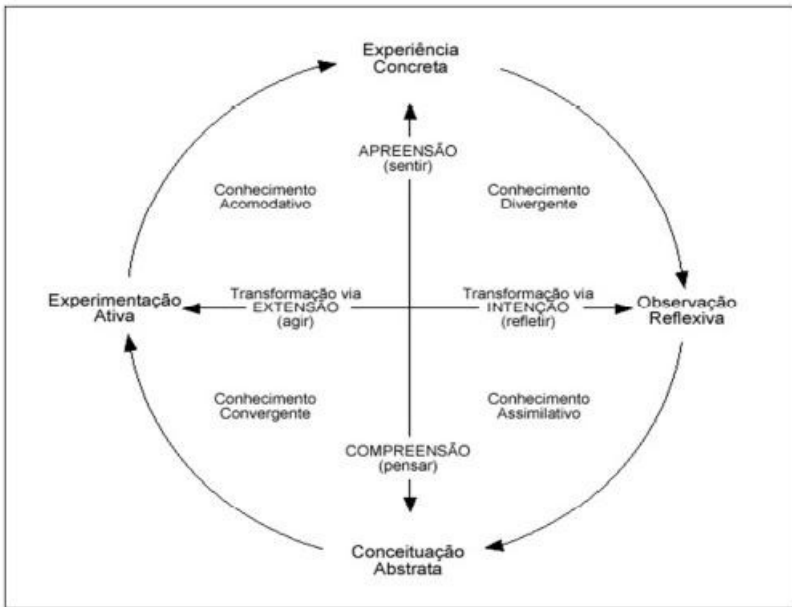 Experiência
Concreta
APREENSÃO
(sentir)
Conhecimento
Acomodativo
Conhecimento
Divergente
Experimentação
Ativa
Transformação via
EXTENSÃO
(agir)
Transformação via
INTENÇÃO
(refletir)
Observação
Reflexiva
Conhecimento
Convergente
Conhecimento
Assimilativo
COMPREENSÃO
(pensar)
Conceituação
Abstrata